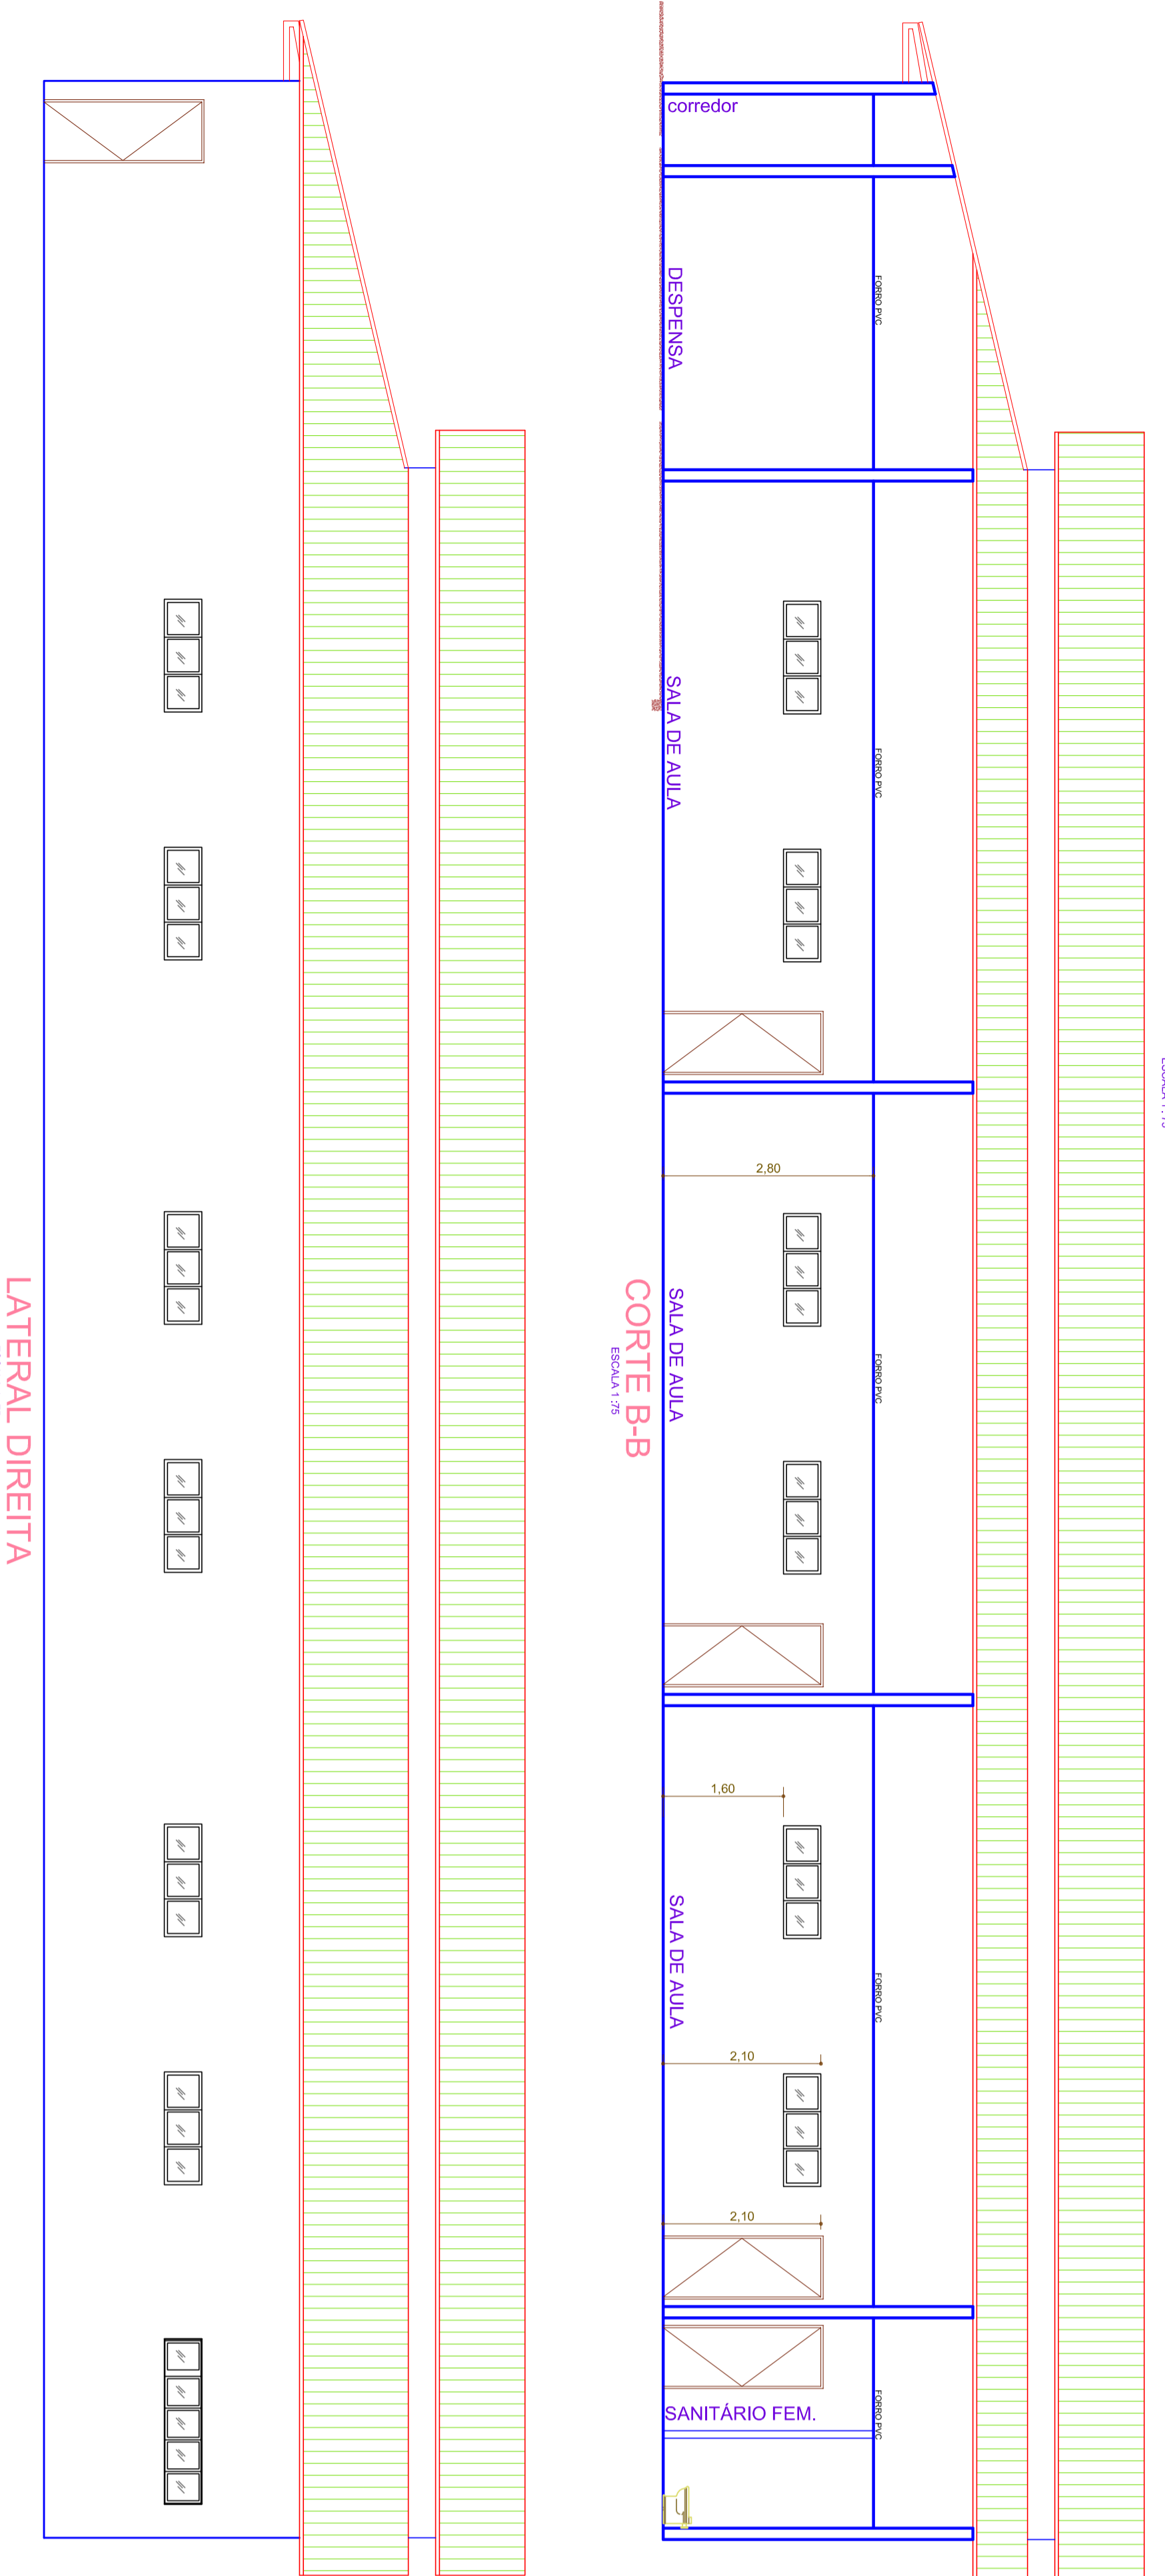 corredor
DESPENSA
FORRO PVC
SALA DE AULA
FORRO PVC
2,80
SALA DE AULA
FORRO PVC
1,60
SALA DE AULA
FORRO PVC
2,10
2,10
SANITÁRIO FEM.
FORRO PVC
CORTE B-B
ESCALA 1:75
LATERAL DIREITA